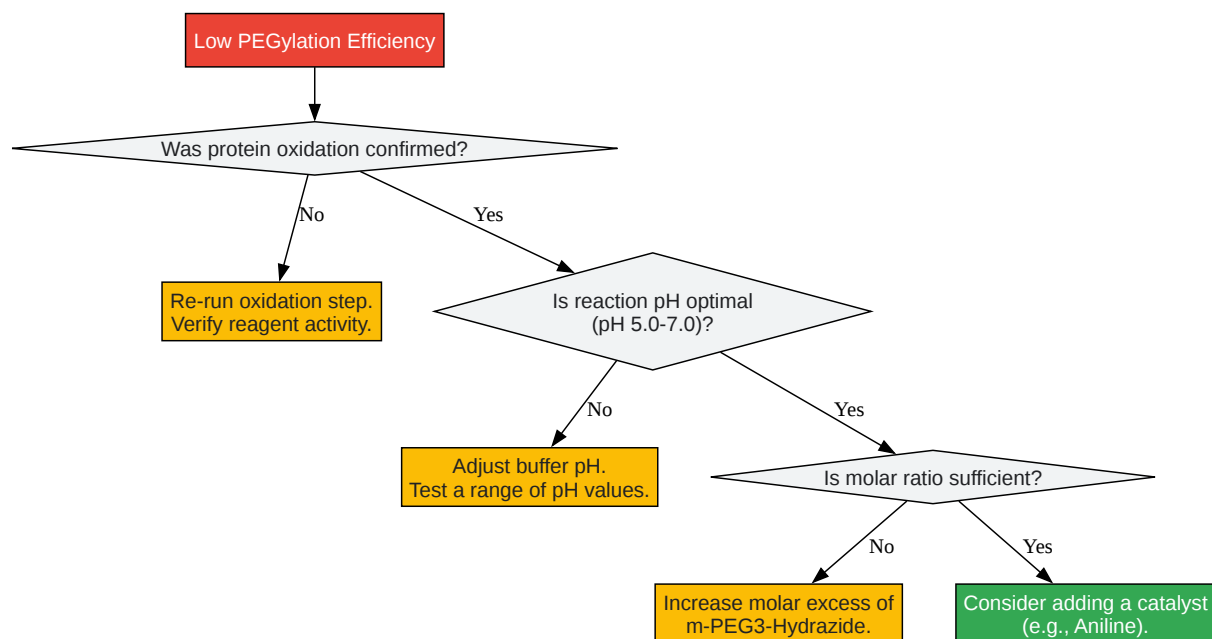 Low PEGylation Efficiency
Was protein oxidation confirmed?
No
Yes
Re-run oxidation step.
Verify reagent activity.
Is reaction pH optimal
(pH 5.0-7.0)?
No
Yes
Adjust buffer pH.
Test a range of pH values.
Is molar ratio sufficient?
No
Yes
Increase molar excess of
m-PEG3-Hydrazide.
Consider adding a catalyst
(e.g., Aniline).